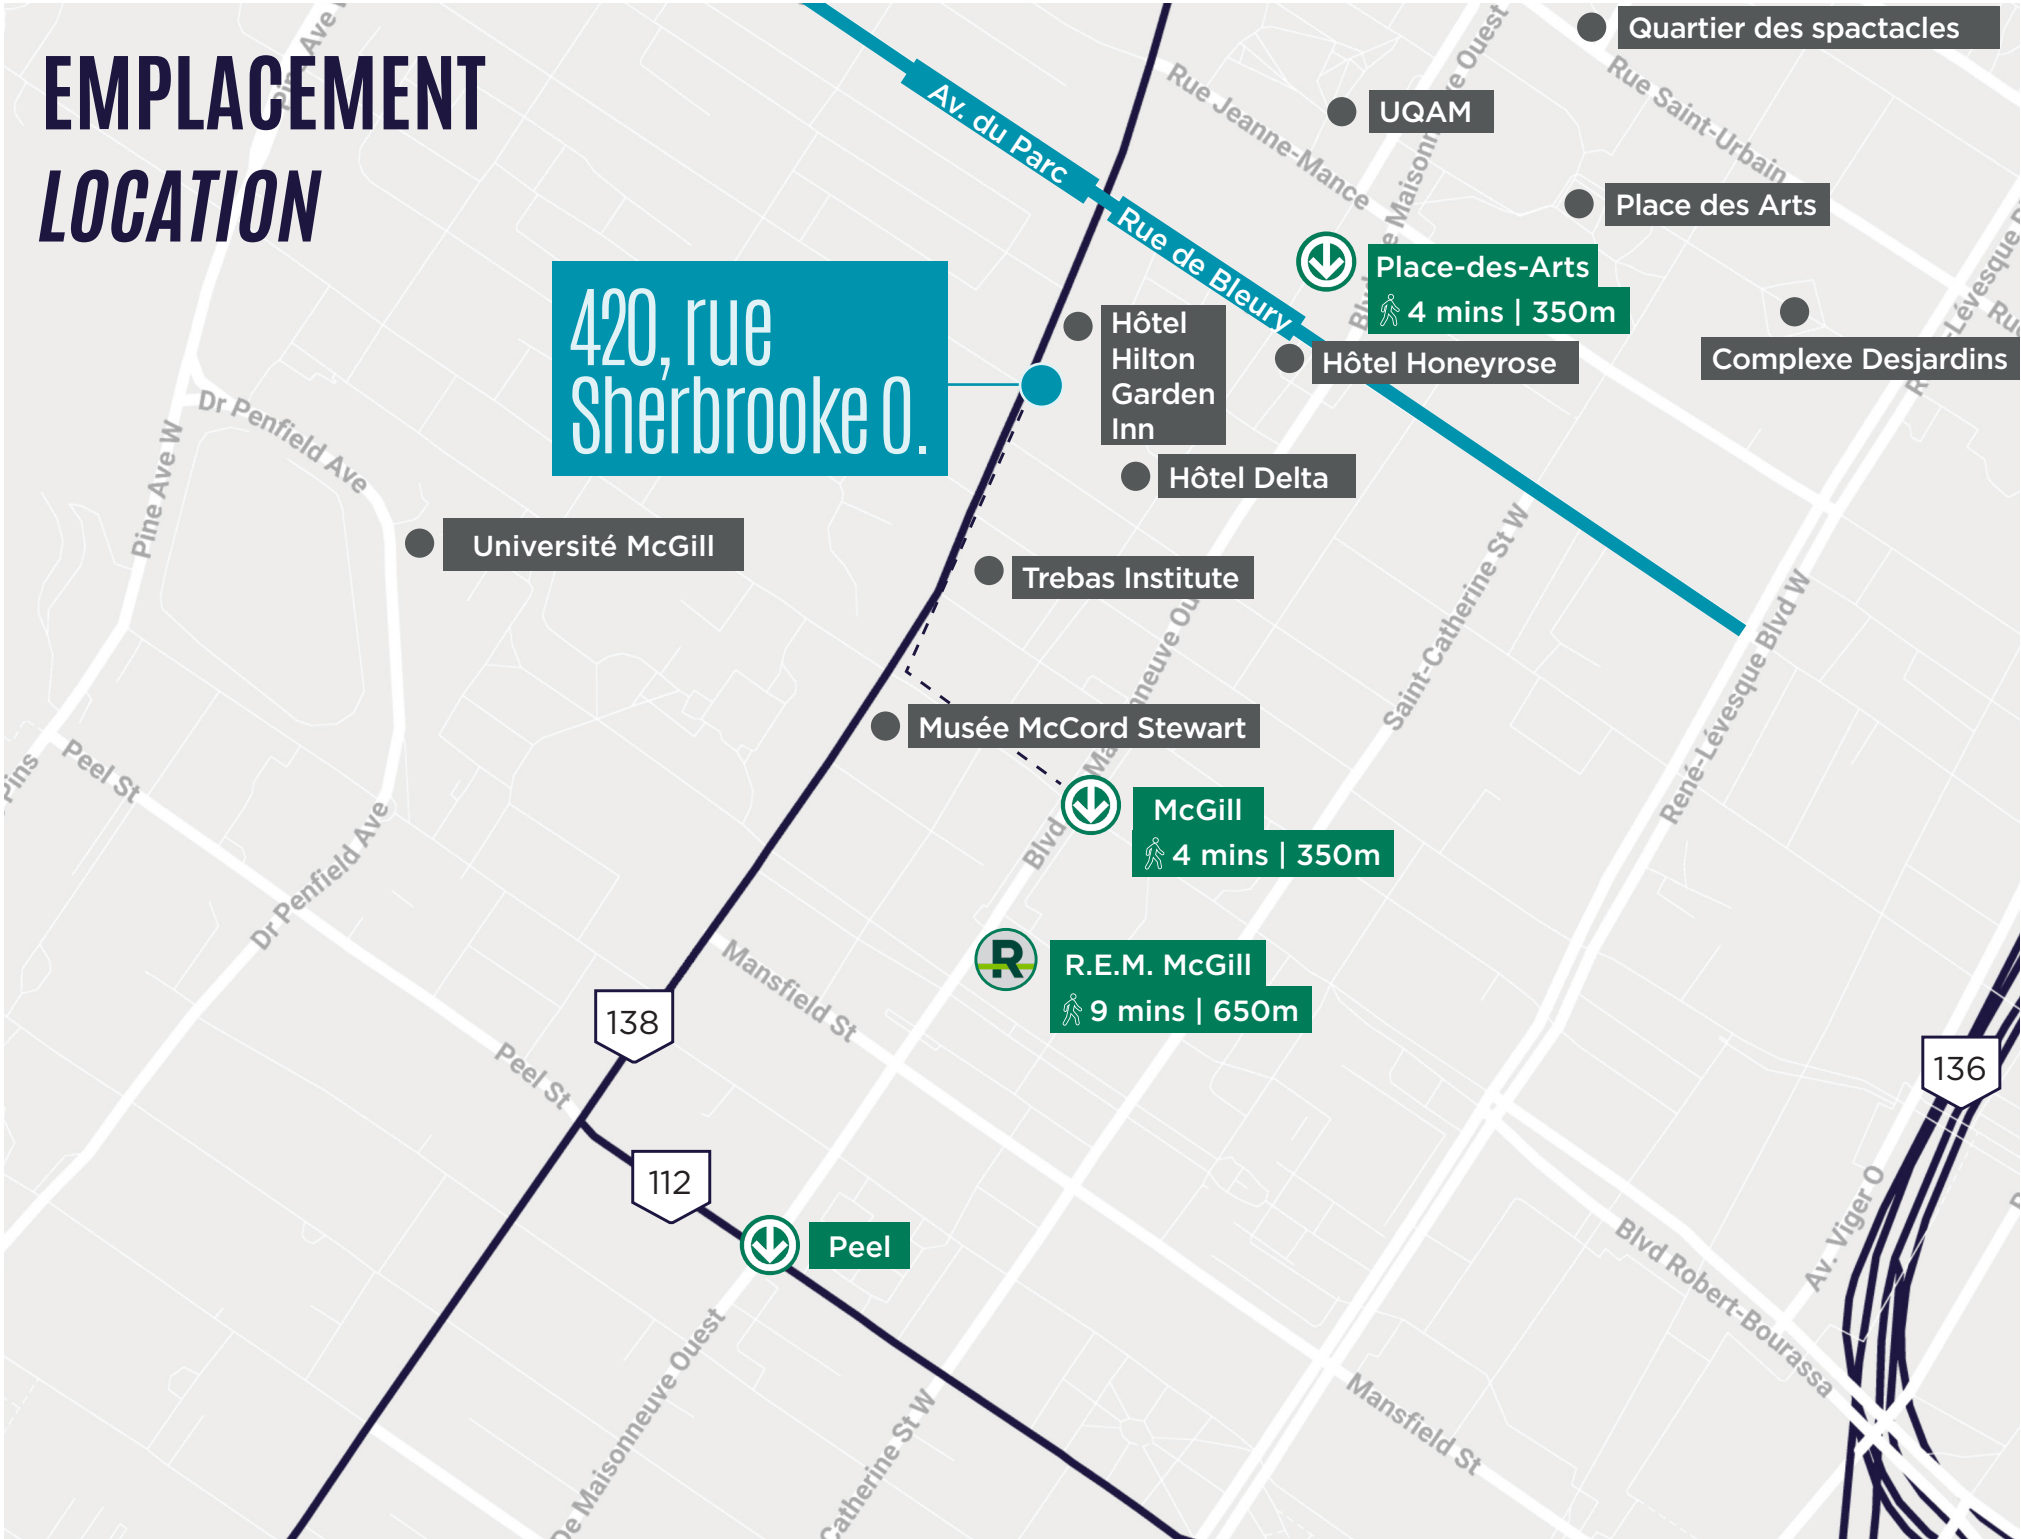 EMPLACEMENT
LOCATION
Quartier des spactacles
Rue Saint-Urbain
Rue Jeanne-Mance
UQAM
Av. du Parc
Place des Arts
Rue de Bleury
Place-des-Arts
4 mins | 350m
420, rue
Sherbrooke O.
Hôtel
Hilton
Garden
Inn
Hôtel Honeyrose
Complexe Desjardins
Dr Penfield Ave
Pine Ave W
Hôtel Delta
Université McGill
Trebas Institute
Saint-Catherine St W
René-Lévesque Blvd W
Musée McCord Stewart
Peel St
McGill
4 mins | 350m
Dr Penfield Ave
Mansfield St
R.E.M. McGill
9 mins | 650m
138
136
Peel St
112
Peel
Av. Viger O
Blvd Robert-Bourassa
De Maisonneuve Ouest
Catherine St W
Mansfield St